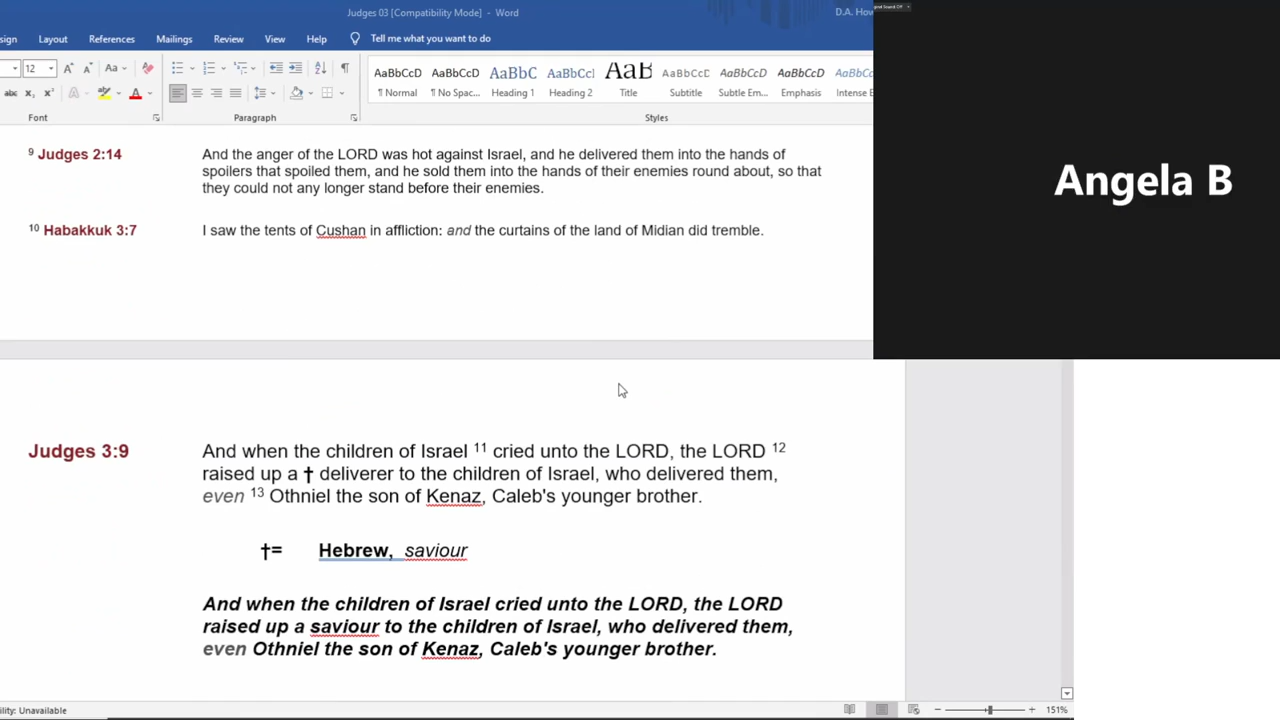 Judges 03 [Compatibility Mode] - Word
D.A. How
sign Layout References Mailings Review View Help Tell me what you want to do
12 Aa
AaBbCcD AaBbCcD AaBbC AaBbCcI AaB AaBbCcD AaBbCcD AaBbCcD AaBbCcD
abc x₂ x² A A
¶ Normal ¶ No Spac... Heading 1 Heading 2 Title Subtitle Subtle Em... Emphasis Intense E
Font Paragraph Styles
9 Judges 2:14 And the anger of the LORD was hot against Israel, and he delivered them into the hands of
spoilers that spoiled them, and he sold them into the hands of their enemies round about, so that
they could not any longer stand before their enemies.
10 Habakkuk 3:7 I saw the tents of Cushan in affliction: and the curtains of the land of Midian did tremble.
Angela B
Judges 3:9 And when the children of Israel 11 cried unto the LORD, the LORD 12
raised up a † deliverer to the children of Israel, who delivered them,
even 13 Othniel the son of Kenaz, Caleb's younger brother.
†= Hebrew, saviour
And when the children of Israel cried unto the LORD, the LORD
raised up a saviour to the children of Israel, who delivered them,
even Othniel the son of Kenaz, Caleb's younger brother.
ility: Unavailable
151%